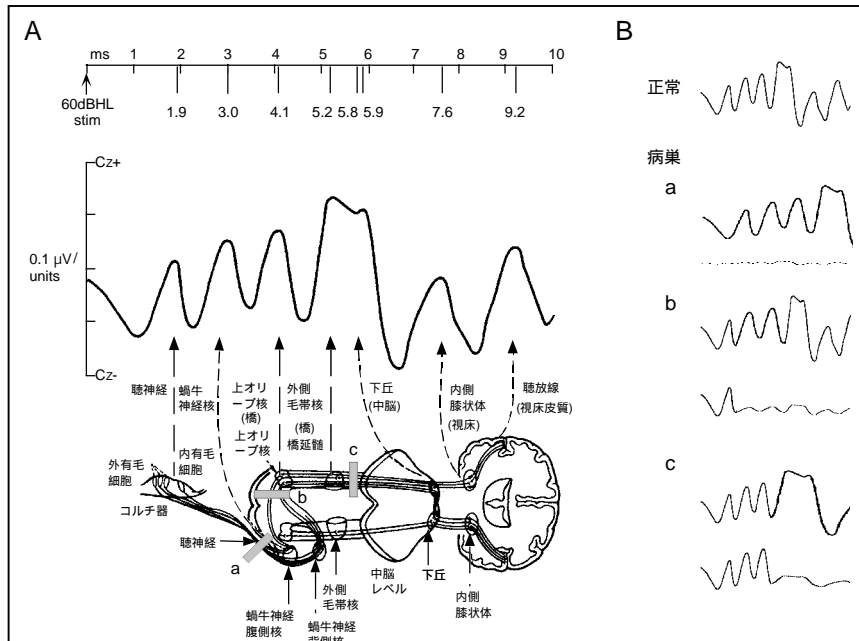 A
ms 1 2 3 4 5 6 7 8 9 10
60dBHL
stim
1.9 3.0 4.1 5.2 5.8 5.9 7.6 9.2
Cz+
0.1 μV/
units
Cz-
聴神経
蝸牛
神経核
上オリ
ーブ核
(橋)
上オリ
ーブ核
外側
毛帯核
(橋)
橋延髄
下丘
(中脳)
内側
膝状体
(視床)
聴放線
(視床皮質)
外有毛
細胞
内有毛
細胞
コルチ器
聴神経
a
b
c
蝸牛神経
腹側核
蝸牛神経
背側核
外側
毛帯核
中脳
レベル
下丘
内側
膝状体
B
正常
病巣
a
b
c